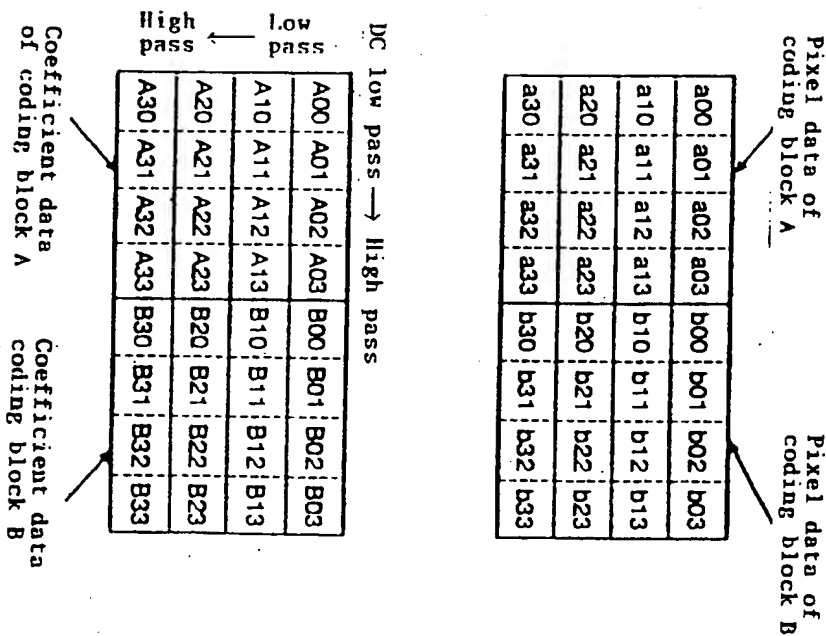 Pixel data of
coding block A
Pixel data of
coding block B
a00 a01 a02 a03 b00 b01 b02 b03
a10 a11 a12 a13 b10 b11 b12 b13
a20 a21 a22 a23 b20 b21 b22 b23
a30 a31 a32 a33 b30 b31 b32 b33
DC low pass → High pass
Low
pass
High
pass
A00 A01 A02 A03 B00 B01 B02 B03
A10 A11 A12 A13 B10 B11 B12 B13
A20 A21 A22 A23 B20 B21 B22 B23
A30 A31 A32 A33 B30 B31 B32 B33
Coefficient data
of coding block A
Coefficient data
coding block B